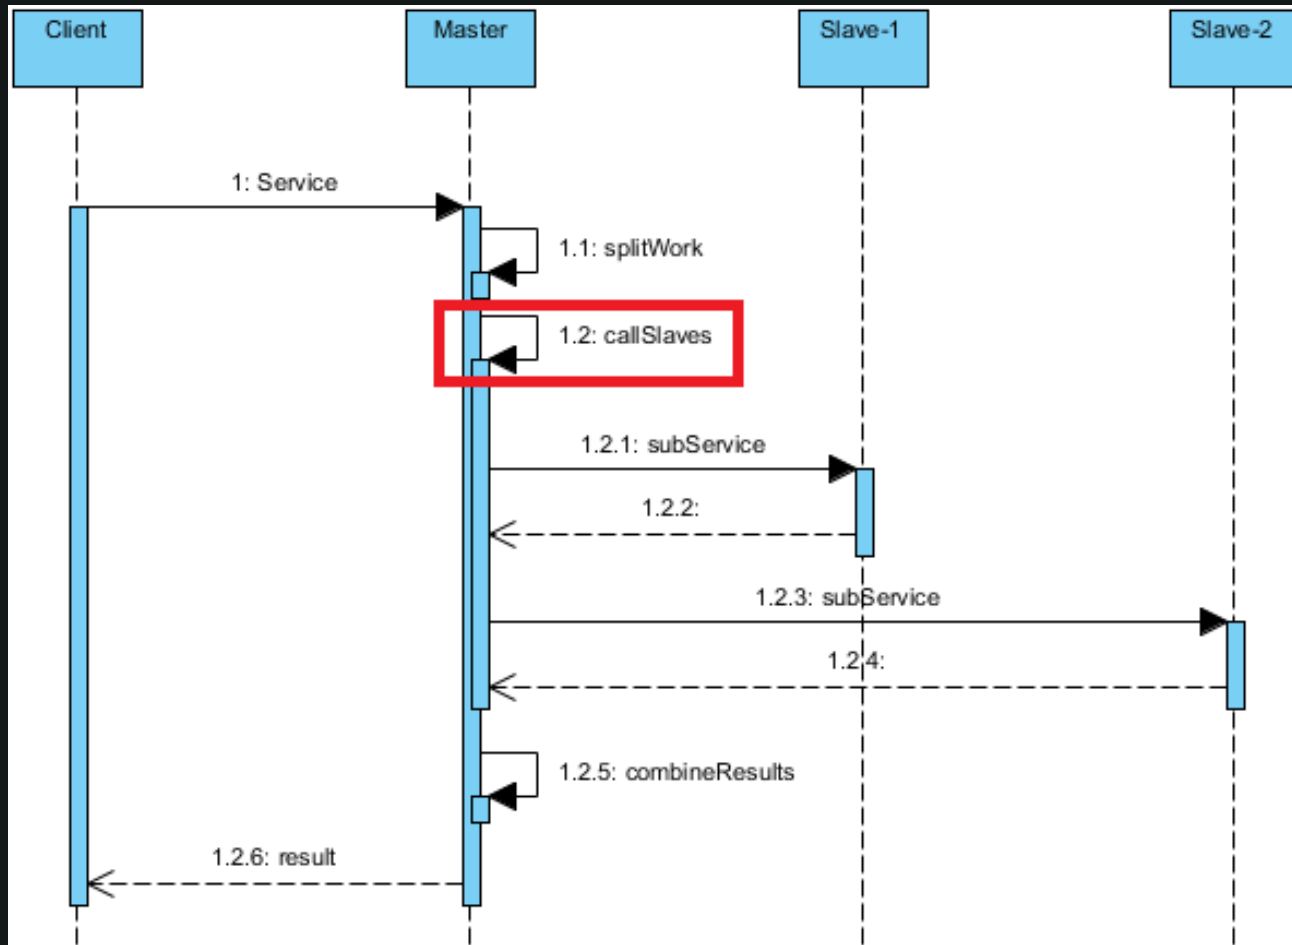 Client
Master
Slave-1
Slave-2
1: Service
1.1: splitWork
1.2: callSlaves
1.2.1: subService
1.2.2:
1.2.3: subService
1.2.4:
1.2.5: combineResults
1.2.6: result